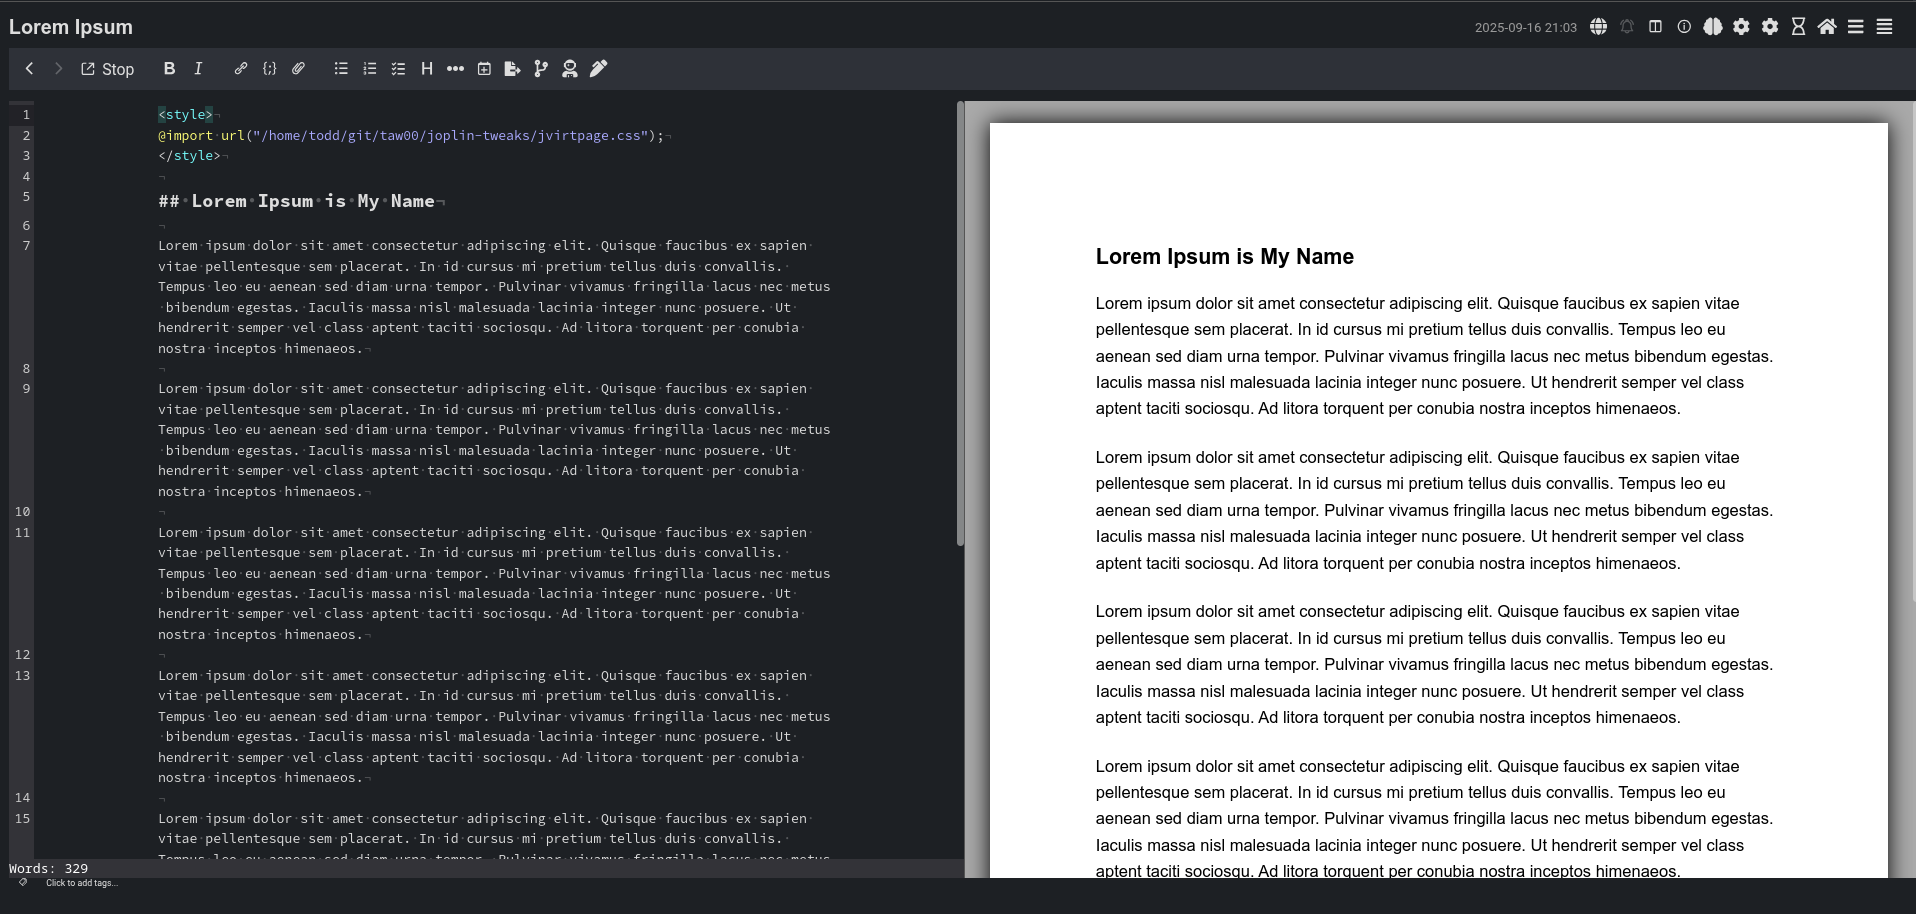 Lorem Ipsum
2025-09-16 21:03
Stop
1 <style>
2 @import url("/home/todd/git/taw00/joplin-tweaks/jvirtpage.css");
3 </style>
4
5 ## Lorem Ipsum is My Name
6
7 Lorem ipsum dolor sit amet consectetur adipiscing elit. Quisque faucibus ex sapien
vitae pellentesque sem placerat. In id cursus mi pretium tellus duis convallis.
Tempus leo eu aenean sed diam urna tempor. Pulvinar vivamus fringilla lacus nec metus
bibendum egestas. Iaculis massa nisl malesuada lacinia integer nunc posuere. Ut
hendrerit semper vel class aptent taciti sociosqu. Ad litora torquent per conubia
nostra inceptos himenaeos.
8
9 Lorem ipsum dolor sit amet consectetur adipiscing elit. Quisque faucibus ex sapien
vitae pellentesque sem placerat. In id cursus mi pretium tellus duis convallis.
Tempus leo eu aenean sed diam urna tempor. Pulvinar vivamus fringilla lacus nec metus
bibendum egestas. Iaculis massa nisl malesuada lacinia integer nunc posuere. Ut
hendrerit semper vel class aptent taciti sociosqu. Ad litora torquent per conubia
nostra inceptos himenaeos.
10
11 Lorem ipsum dolor sit amet consectetur adipiscing elit. Quisque faucibus ex sapien
vitae pellentesque sem placerat. In id cursus mi pretium tellus duis convallis.
Tempus leo eu aenean sed diam urna tempor. Pulvinar vivamus fringilla lacus nec metus
bibendum egestas. Iaculis massa nisl malesuada lacinia integer nunc posuere. Ut
hendrerit semper vel class aptent taciti sociosqu. Ad litora torquent per conubia
nostra inceptos himenaeos.
12
13 Lorem ipsum dolor sit amet consectetur adipiscing elit. Quisque faucibus ex sapien
vitae pellentesque sem placerat. In id cursus mi pretium tellus duis convallis.
Tempus leo eu aenean sed diam urna tempor. Pulvinar vivamus fringilla lacus nec metus
bibendum egestas. Iaculis massa nisl malesuada lacinia integer nunc posuere. Ut
hendrerit semper vel class aptent taciti sociosqu. Ad litora torquent per conubia
nostra inceptos himenaeos.
14
15 Lorem ipsum dolor sit amet consectetur adipiscing elit. Quisque faucibus ex sapien
vitae pellentesque sem placerat. In id cursus mi pretium tellus duis convallis.
Tempus leo eu aenean sed diam urna tempor. Pulvinar vivamus fringilla lacus nec metus
Words: 329
Click to add tags...
Lorem Ipsum is My Name
Lorem ipsum dolor sit amet consectetur adipiscing elit. Quisque faucibus ex sapien vitae
pellentesque sem placerat. In id cursus mi pretium tellus duis convallis. Tempus leo eu
aenean sed diam urna tempor. Pulvinar vivamus fringilla lacus nec metus bibendum egestas.
Iaculis massa nisl malesuada lacinia integer nunc posuere. Ut hendrerit semper vel class
aptent taciti sociosqu. Ad litora torquent per conubia nostra inceptos himenaeos.
Lorem ipsum dolor sit amet consectetur adipiscing elit. Quisque faucibus ex sapien vitae
pellentesque sem placerat. In id cursus mi pretium tellus duis convallis. Tempus leo eu
aenean sed diam urna tempor. Pulvinar vivamus fringilla lacus nec metus bibendum egestas.
Iaculis massa nisl malesuada lacinia integer nunc posuere. Ut hendrerit semper vel class
aptent taciti sociosqu. Ad litora torquent per conubia nostra inceptos himenaeos.
Lorem ipsum dolor sit amet consectetur adipiscing elit. Quisque faucibus ex sapien vitae
pellentesque sem placerat. In id cursus mi pretium tellus duis convallis. Tempus leo eu
aenean sed diam urna tempor. Pulvinar vivamus fringilla lacus nec metus bibendum egestas.
Iaculis massa nisl malesuada lacinia integer nunc posuere. Ut hendrerit semper vel class
aptent taciti sociosqu. Ad litora torquent per conubia nostra inceptos himenaeos.
Lorem ipsum dolor sit amet consectetur adipiscing elit. Quisque faucibus ex sapien vitae
pellentesque sem placerat. In id cursus mi pretium tellus duis convallis. Tempus leo eu
aenean sed diam urna tempor. Pulvinar vivamus fringilla lacus nec metus bibendum egestas.
Iaculis massa nisl malesuada lacinia integer nunc posuere. Ut hendrerit semper vel class
aptent taciti sociosqu. Ad litora torquent per conubia nostra inceptos himenaeos.